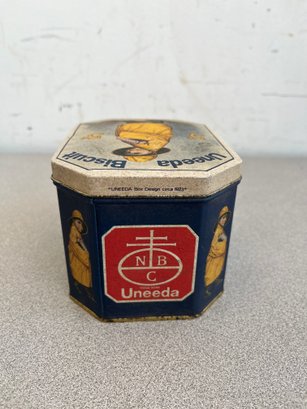 Uneeda
Biscuit
"UNEEDA Box Design circa 1923"
N B
C
Uneeda